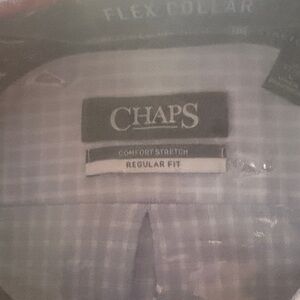 FLEX COLLAR
CHAPS
COMFORT STRETCH
REGULAR FIT